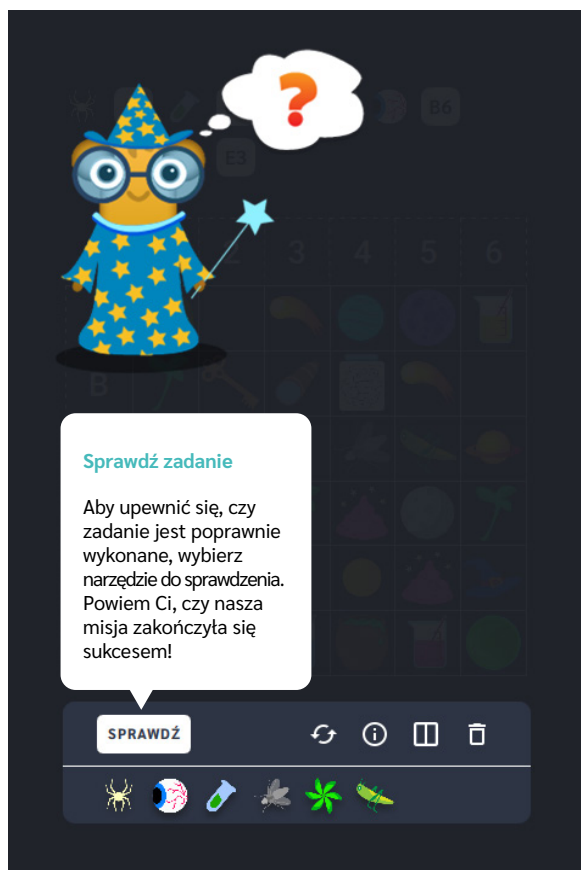 ?
B6
E3
2 3 4 5 6
B
Sprawdź zadanie
Aby upewnić się, czy
zadanie jest poprawnie
wykonane, wybierz
narzędzie do sprawdzenia.
Powiem Ci, czy nasza
misja zakończyła się
sukcesem!
SPRAWDŹ